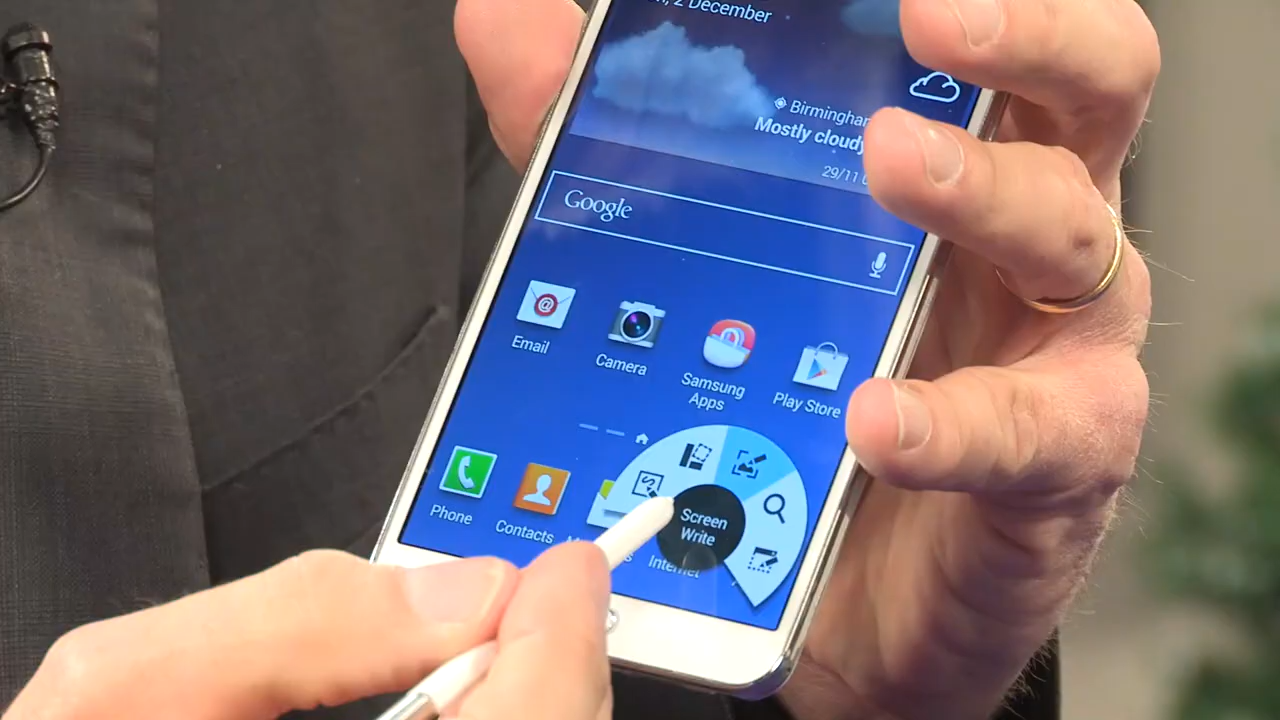 2 December
Birmingham
Mostly cloudy
29/11
Google
Email
Camera
Samsung
Apps
Play Store
Screen
Write
Phone
Contacts
Internet